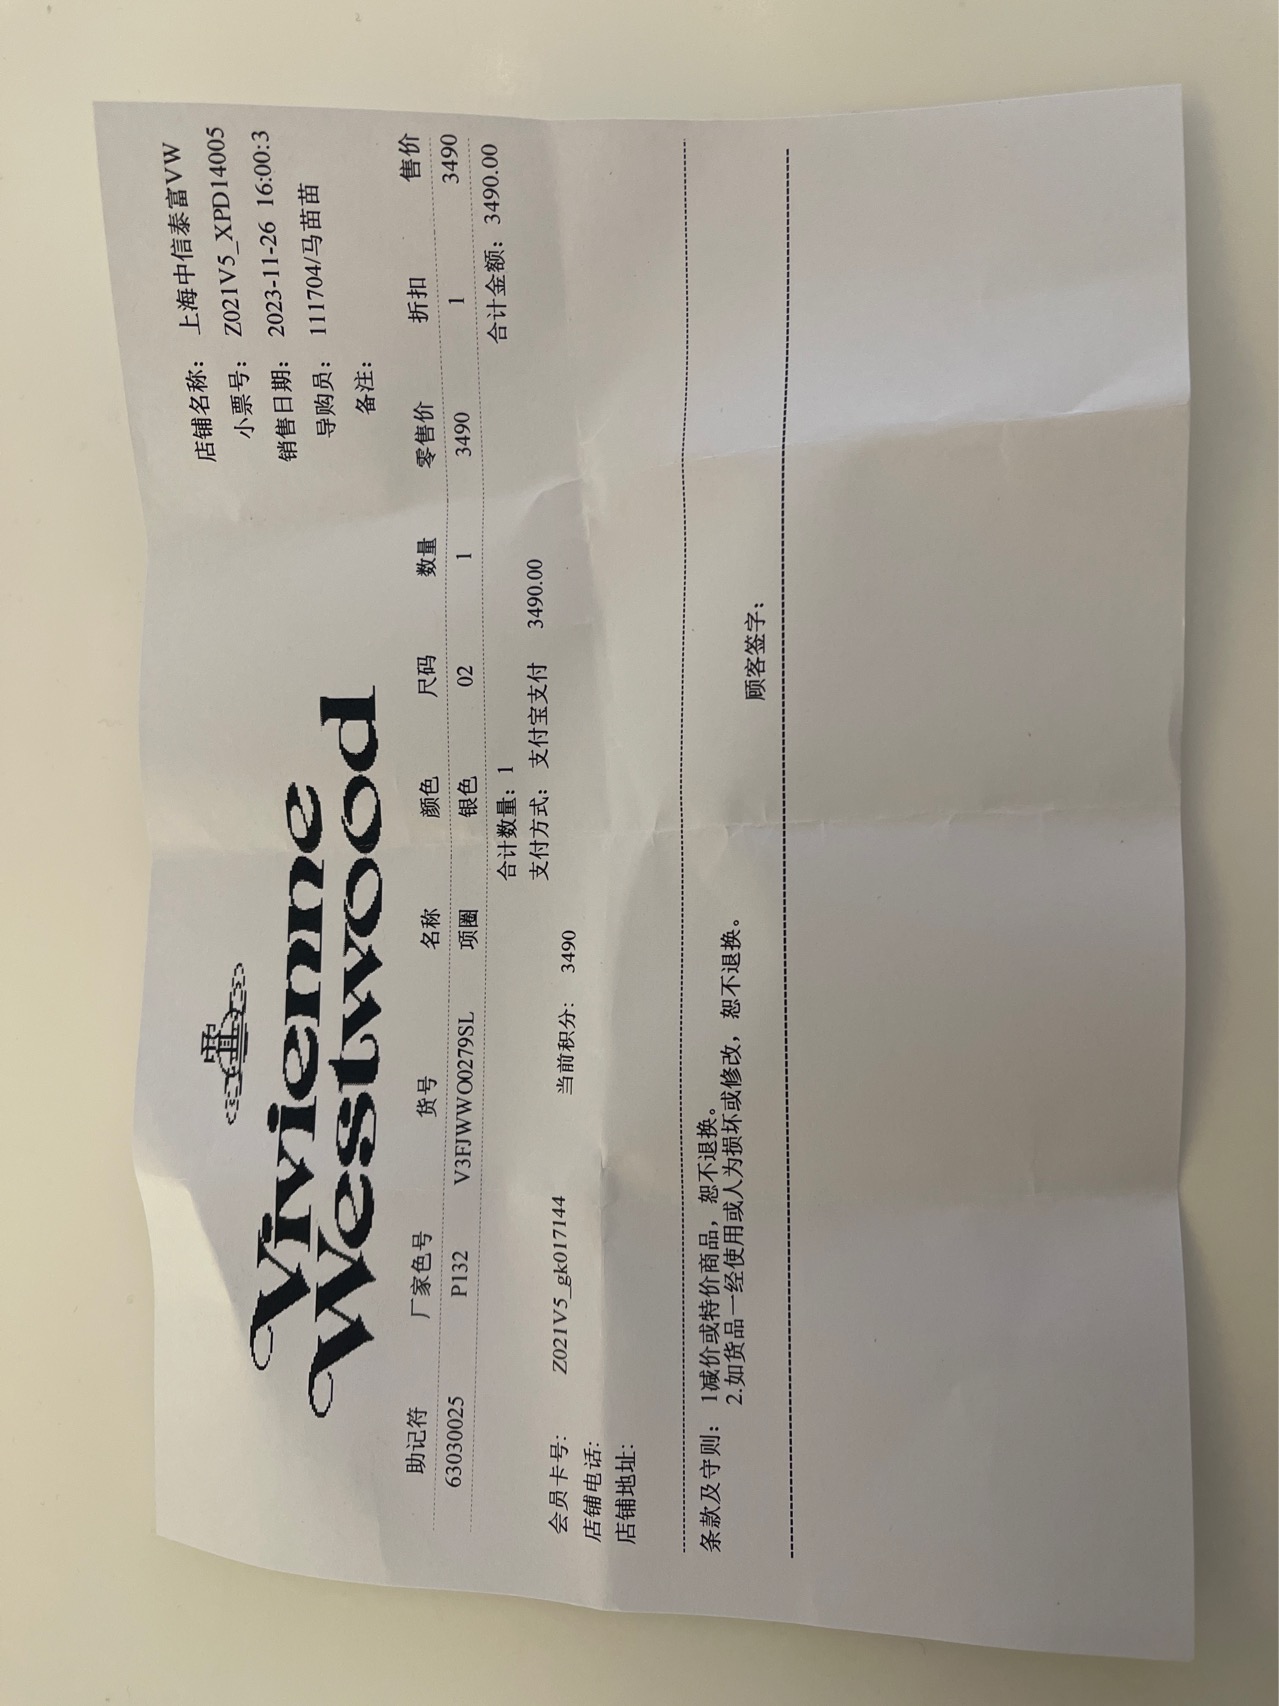 Vivienne
Westwood
店铺名称： 上海中信泰富VW
小票号： Z021V5_XPD14005
销售日期： 2023-11-26 16:00:3
导购员： 111704/马苗苗
备注：
助记符 厂家色号 货号 名称 颜色 尺码 数量 零售价 折扣 售价
63030025 P132 V3FJWWO0279SL 项圈 银色 02 1 3490 1 3490
合计数量：1 合计金额：3490.00
支付方式： 支付宝支付 3490.00
会员卡号: Z021V5_gk017144 当前积分: 3490
店铺电话:
店铺地址:
条款及守则： 1减价或特价商品，恕不退换。
2.如货品一经使用或人为损坏或修改，恕不退换。
顾客签字：